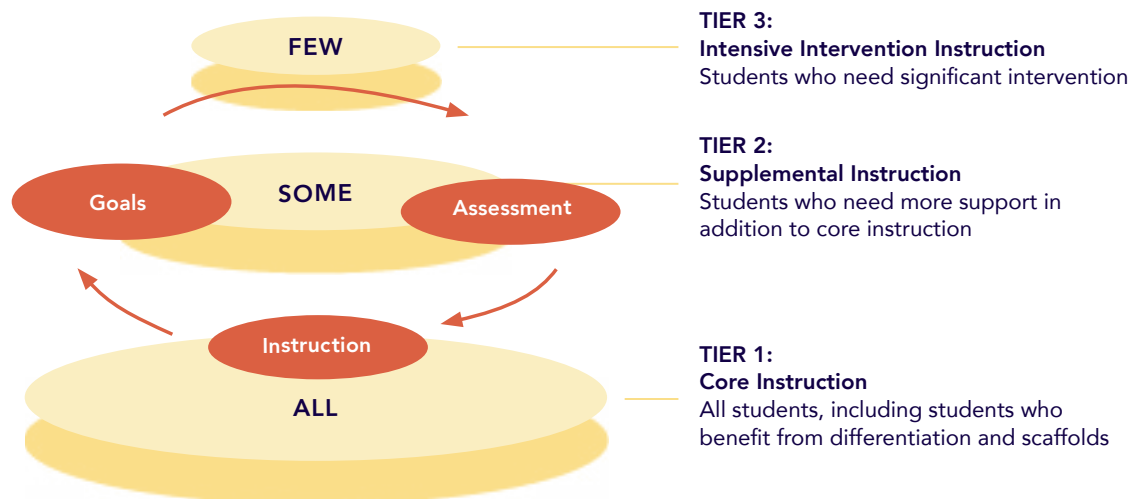 FEW
TIER 3:
Intensive Intervention Instruction
Students who need significant intervention
Goals
SOME
Assessment
TIER 2:
Supplemental Instruction
Students who need more support in
addition to core instruction
Instruction
ALL
TIER 1:
Core Instruction
All students, including students who
benefit from differentiation and scaffolds